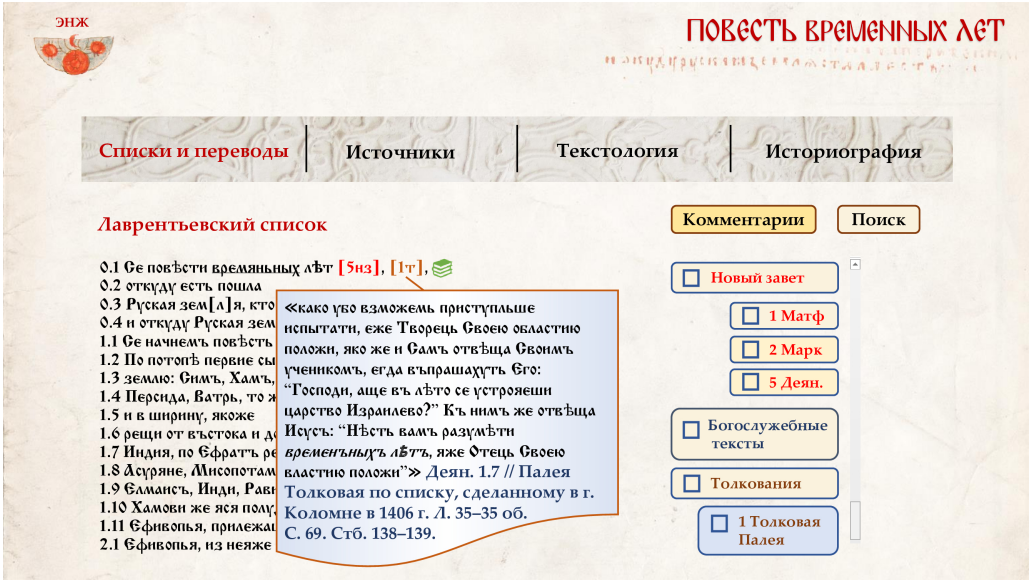 ЭНЖ
ПОВЕСТЬ ВРЕМЕННЫХ ЛЕТ
Списки и переводы
Источники
Текстология
Историография
Лаврентьевский список
Комментарии
Поиск
0.1 Се повѣсти времяньных лѣт [5нз], [1т],
0.2 откуду есть пошла
0.3 Руская зем[л]я, кто
0.4 и откуду Руская зем
1.1 Се начнемъ повѣсть
1.2 По потопѣ первие сы
1.3 землю: Симъ, Хамъ,
1.4 Персида, Ватрь, то ж
1.5 и в ширину, якоже
1.6 рещи от въстока и до
1.7 Индия, по Ефратъ ре
1.8 Асуряне, Мисопотам
1.9 Елмаисъ, Инди, Рави
1.10 Хамови же яся полу
1.11 Ефивопья, прилежащ
2.1 Ефивопья, из неяже
«како убо взможемь приступльше
испытати, еже Творець Своею областию
положи, яко же и Самъ отвѣща Своимъ
ученикомъ, егда въпрашахуть Его:
“Господи, аще въ лѣто се устрояеши
царство Израилево?” Къ нимъ же отвѣща
Исусъ: “Нѣсть вамъ разумѣти
временъныхъ лѣтъ, яже Отець Своею
властию положи”» Деян. 1.7 // Палея
Толковая по списку, сделанному в г.
Коломне в 1406 г. Л. 35–35 об.
С. 69. Стб. 138–139.
Новый завет
1 Матф
2 Марк
5 Деян.
Богослужебные
тексты
Толкования
1 Толковая
Палея